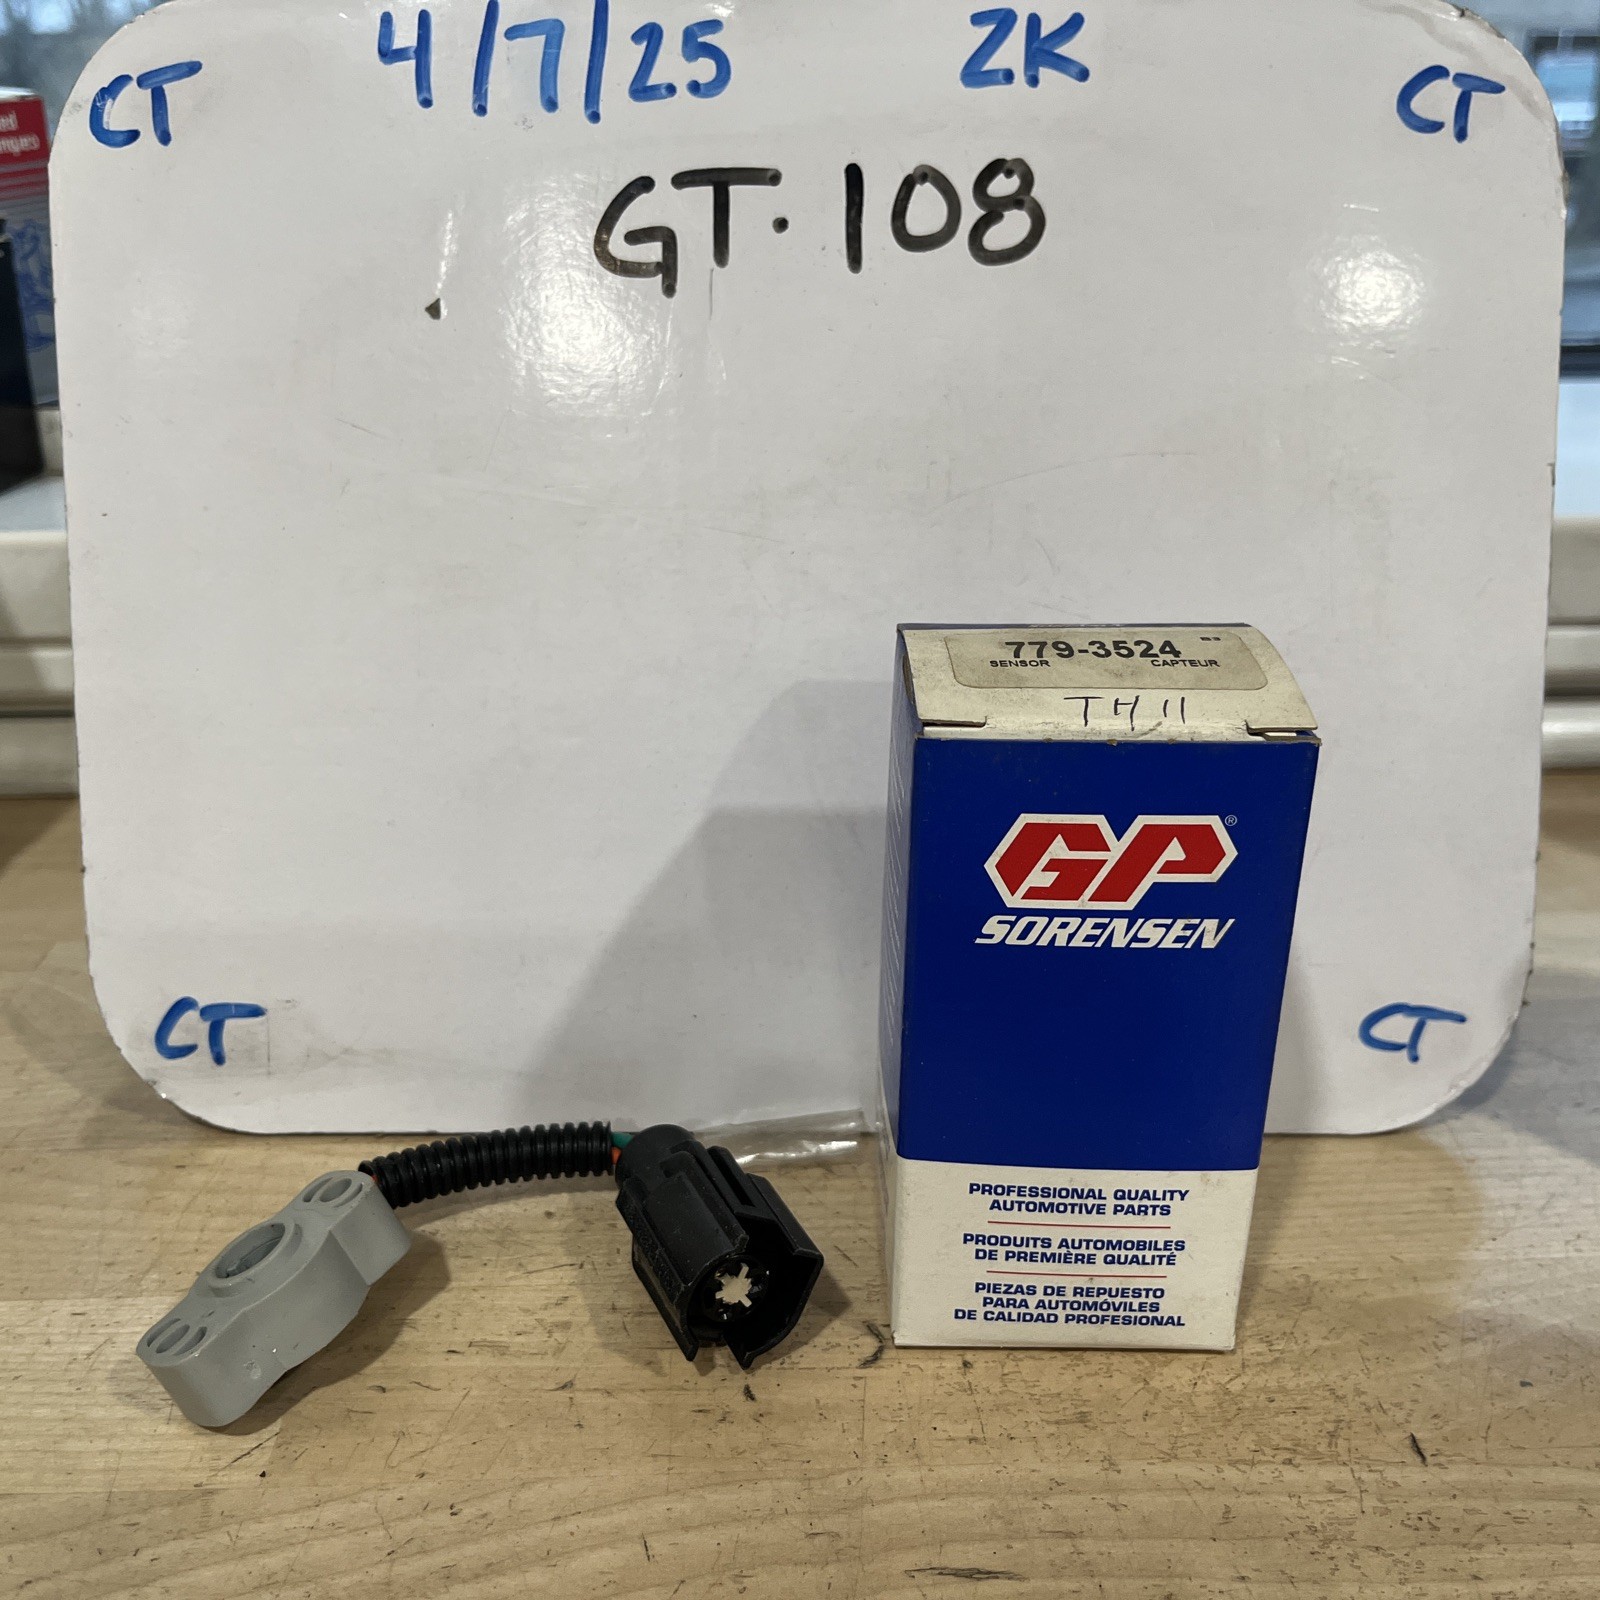 4/7/25 ZK
CT
CT
GT.108
779-3524
SENSOR CAPTEUR
TH11
GP®
SORENSEN
CT
CT
PROFESSIONAL QUALITY
AUTOMOTIVE PARTS
PRODUITS AUTOMOBILES
DE PREMIÈRE QUALITÉ
PIEZAS DE REPUESTO
PARA AUTOMÓVILES
DE CALIDAD PROFESIONAL